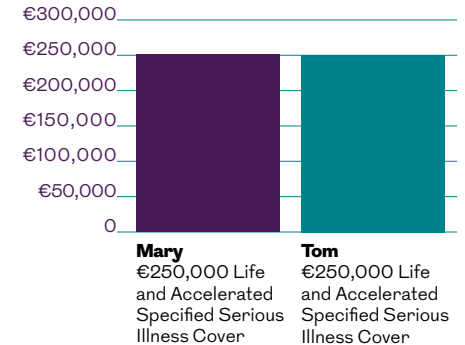 €300,000
€250,000
€200,000
€150,000
€100,000
€50,000
0
Mary
€250,000 Life
and Accelerated
Specified Serious
Illness Cover
Tom
€250,000 Life
and Accelerated
Specified Serious
Illness Cover